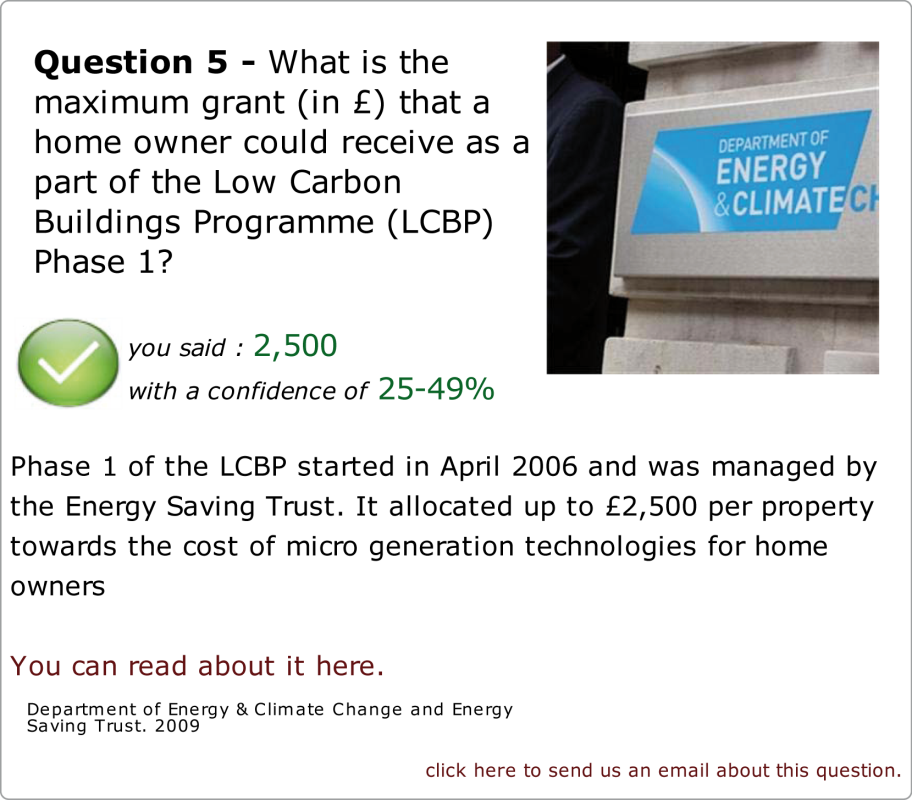 Question 5 - What is the
maximum grant (in £) that a
home owner could receive as a
part of the Low Carbon
Buildings Programme (LCBP)
Phase 1?
DEPARTMENT OF
ENERGY
&CLIMATECH
you said : 2,500
with a confidence of 25-49%
Phase 1 of the LCBP started in April 2006 and was managed by
the Energy Saving Trust. It allocated up to £2,500 per property
towards the cost of micro generation technologies for home
owners
You can read about it here.
Department of Energy & Climate Change and Energy
Saving Trust. 2009
click here to send us an email about this question.